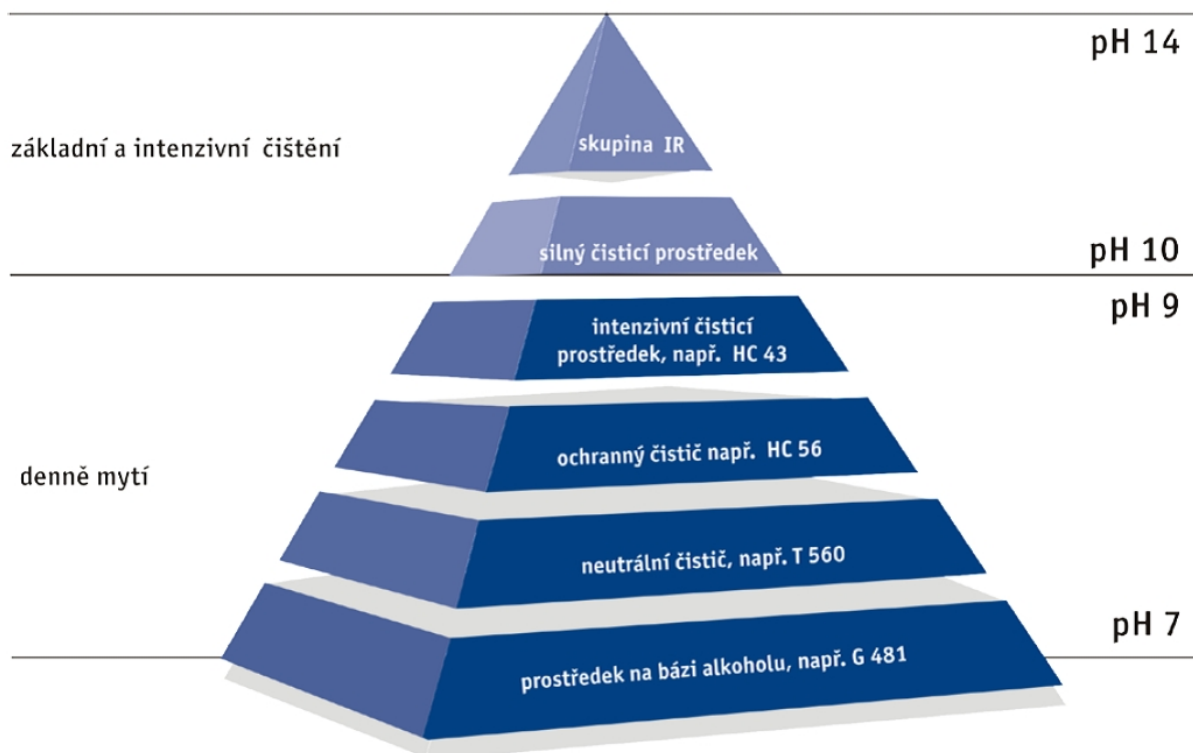 pH 14
základní a intenzivní čištění
skupina IR
silný čisticí prostředek
pH 10
pH 9
intenzivní čisticí
prostředek, např. HC 43
ochranný čistič např. HC 56
denně mytí
neutrální čistič, např. T 560
pH 7
prostředek na bázi alkoholu, např. G 481